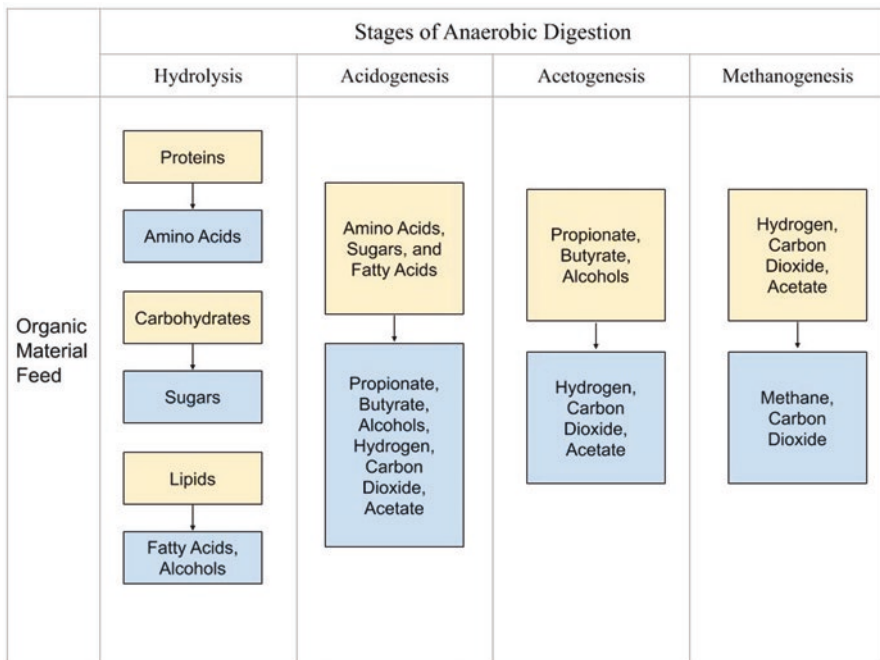 Stages of Anaerobic Digestion
Hydrolysis
Acidogenesis
Acetogenesis
Methanogenesis
Organic
Material
Feed
Proteins
Amino Acids
Carbohydrates
Sugars
Lipids
Fatty Acids,
Alcohols
Amino Acids,
Sugars, and
Fatty Acids
Propionate,
Butyrate,
Alcohols,
Hydrogen,
Carbon
Dioxide,
Acetate
Propionate,
Butyrate,
Alcohols
Hydrogen,
Carbon
Dioxide,
Acetate
Hydrogen,
Carbon
Dioxide,
Acetate
Methane,
Carbon
Dioxide